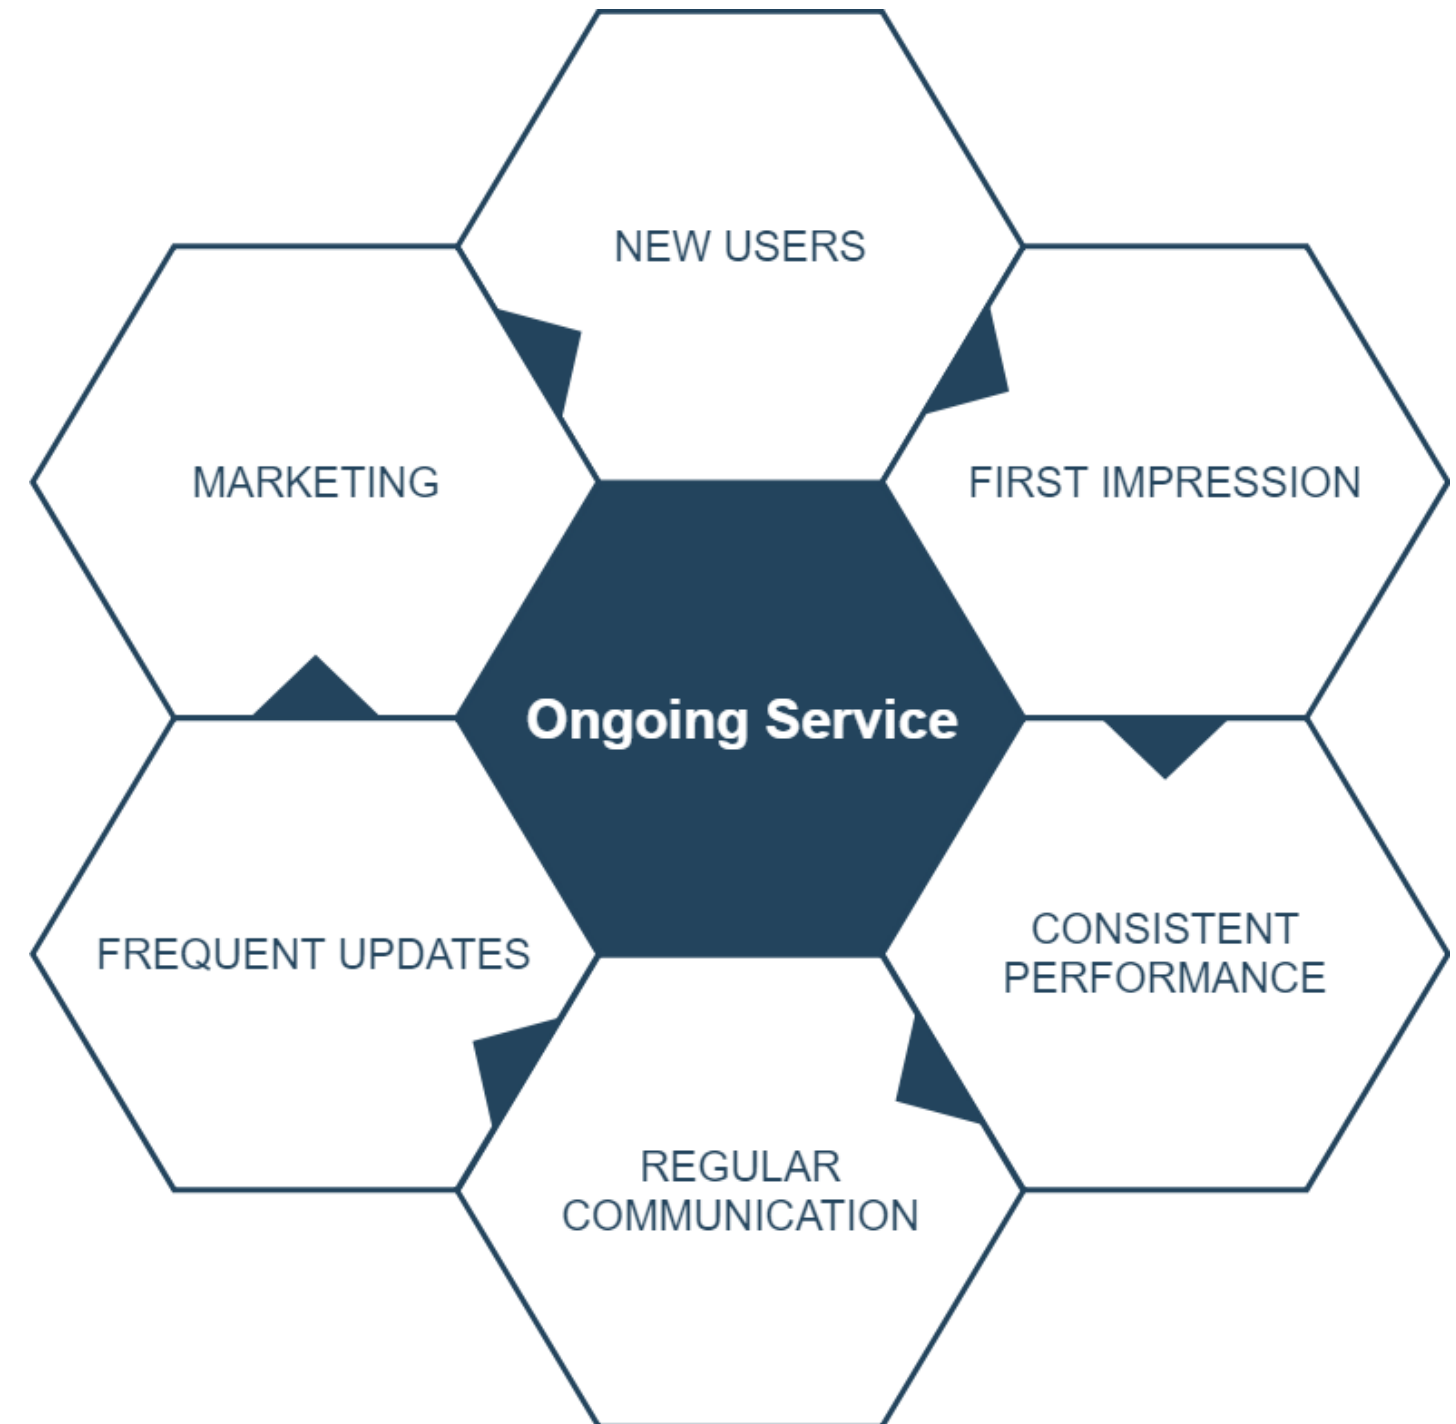 NEW USERS
MARKETING
FIRST IMPRESSION
Ongoing Service
FREQUENT UPDATES
CONSISTENT
PERFORMANCE
REGULAR
COMMUNICATION